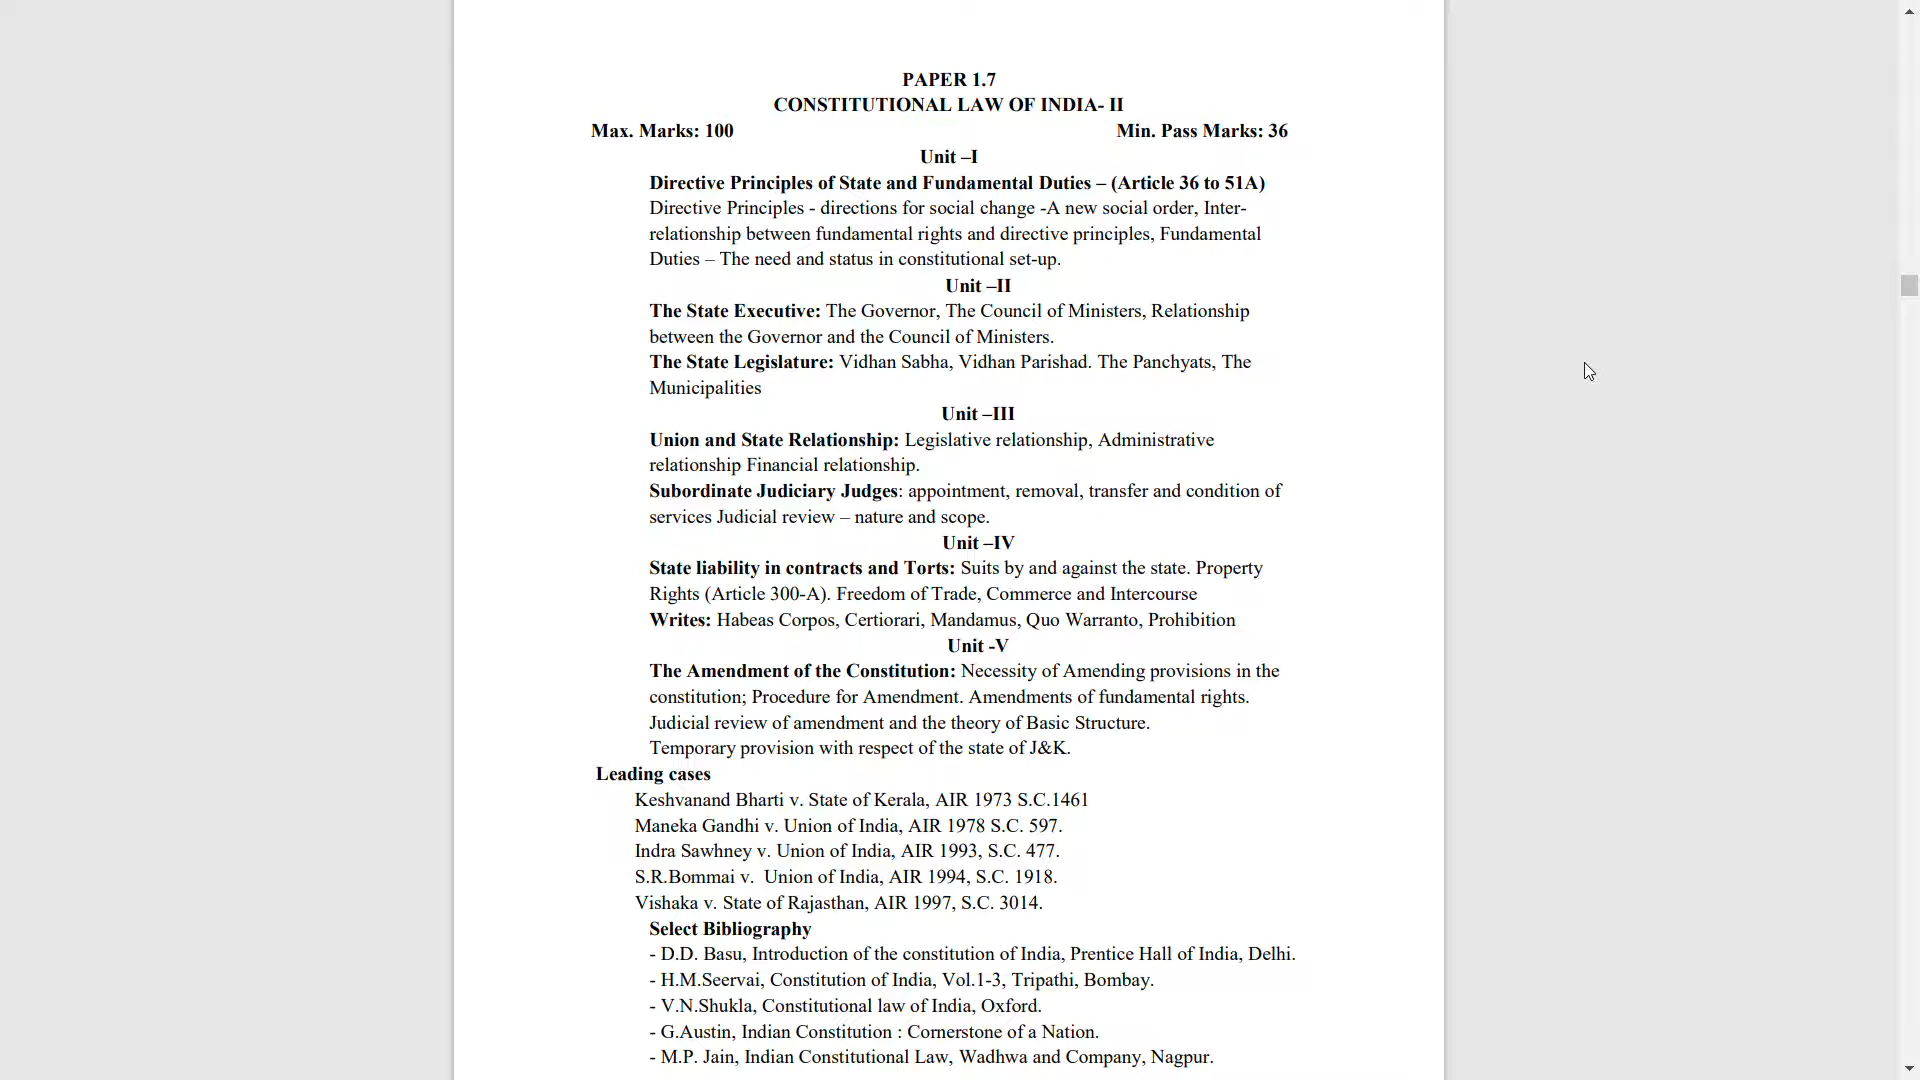 PAPER 1.7
CONSTITUTIONAL LAW OF INDIA- II
Max. Marks: 100 Min. Pass Marks: 36
Unit –I
Directive Principles of State and Fundamental Duties – (Article 36 to 51A)
Directive Principles - directions for social change -A new social order, Inter-
relationship between fundamental rights and directive principles, Fundamental
Duties – The need and status in constitutional set-up.
Unit –II
The State Executive: The Governor, The Council of Ministers, Relationship
between the Governor and the Council of Ministers.
The State Legislature: Vidhan Sabha, Vidhan Parishad. The Panchyats, The
Municipalities
Unit –III
Union and State Relationship: Legislative relationship, Administrative
relationship Financial relationship.
Subordinate Judiciary Judges: appointment, removal, transfer and condition of
services Judicial review – nature and scope.
Unit –IV
State liability in contracts and Torts: Suits by and against the state. Property
Rights (Article 300-A). Freedom of Trade, Commerce and Intercourse
Writes: Habeas Corpos, Certiorari, Mandamus, Quo Warranto, Prohibition
Unit -V
The Amendment of the Constitution: Necessity of Amending provisions in the
constitution; Procedure for Amendment. Amendments of fundamental rights.
Judicial review of amendment and the theory of Basic Structure.
Temporary provision with respect of the state of J&K.
Leading cases
Keshvanand Bharti v. State of Kerala, AIR 1973 S.C.1461
Maneka Gandhi v. Union of India, AIR 1978 S.C. 597.
Indra Sawhney v. Union of India, AIR 1993, S.C. 477.
S.R.Bommai v.  Union of India, AIR 1994, S.C. 1918.
Vishaka v. State of Rajasthan, AIR 1997, S.C. 3014.
Select Bibliography
- D.D. Basu, Introduction of the constitution of India, Prentice Hall of India, Delhi.
- H.M.Seervai, Constitution of India, Vol.1-3, Tripathi, Bombay.
- V.N.Shukla, Constitutional law of India, Oxford.
- G.Austin, Indian Constitution : Cornerstone of a Nation.
- M.P. Jain, Indian Constitutional Law, Wadhwa and Company, Nagpur.